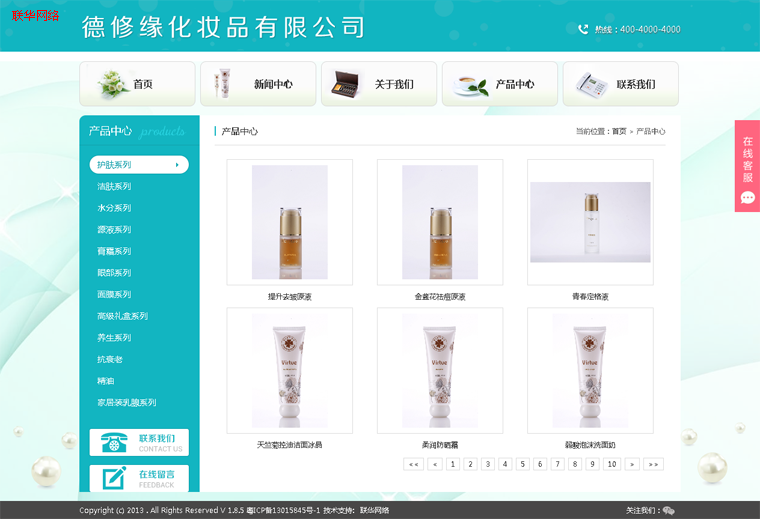 联华网络
德修缘化妆品有限公司
热线：400-4000-4000
首页
新闻中心
关于我们
产品中心
联系我们
产品中心 products
护肤系列
洁肤系列
水分系列
源液系列
膏霜系列
眼部系列
面膜系列
高级礼盒系列
养生系列
抗衰老
精油
家居装乳腺系列
联系我们
CONTACT US
在线留言
FEEDBACK
产品中心
当前位置：首页 » 产品中心
提升去皱原液
金盏花祛痘原液
青春定格液
Virtue
Virtue
Virtue
天竺葵控油洁面冰晶
柔润防晒霜
弱酸泡沫洗面奶
<< < 1 2 3 4 5 6 7 8 9 10 > >>
在线客服
Copyright (c) 2013 . All Rights Reserved V 1.8.5 粤ICP备13015845号-1 技术支持：联华网络
关注我们：